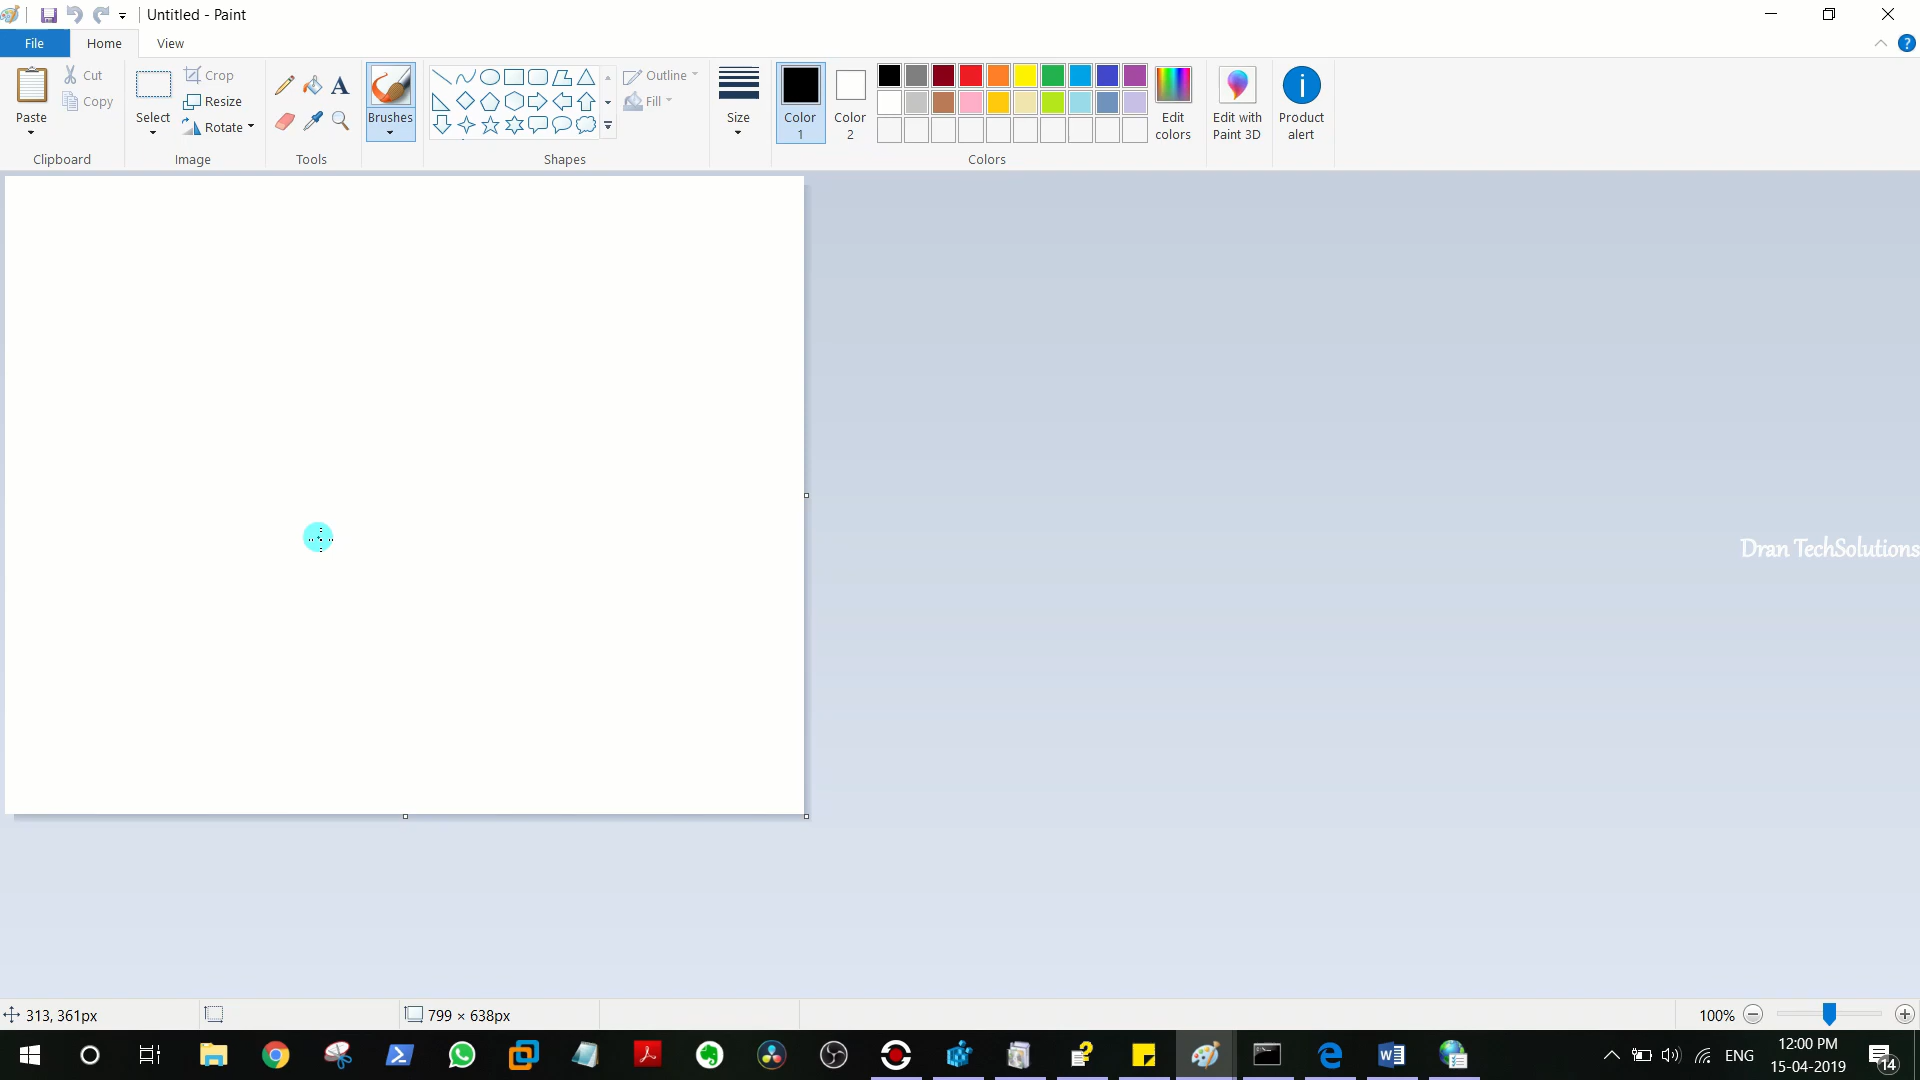 Untitled - Paint
File
Home
View
Paste
Cut
Copy
Clipboard
Select
Crop
Resize
Rotate
Image
A
Tools
Brushes
Outline
Fill
Shapes
Size
Color
1
Color
2
Edit
colors
Colors
Edit with
Paint 3D
Product
alert
Dran TechSolutions
313, 361px
799 × 638px
100%
ENG
12:00 PM
15-04-2019
14